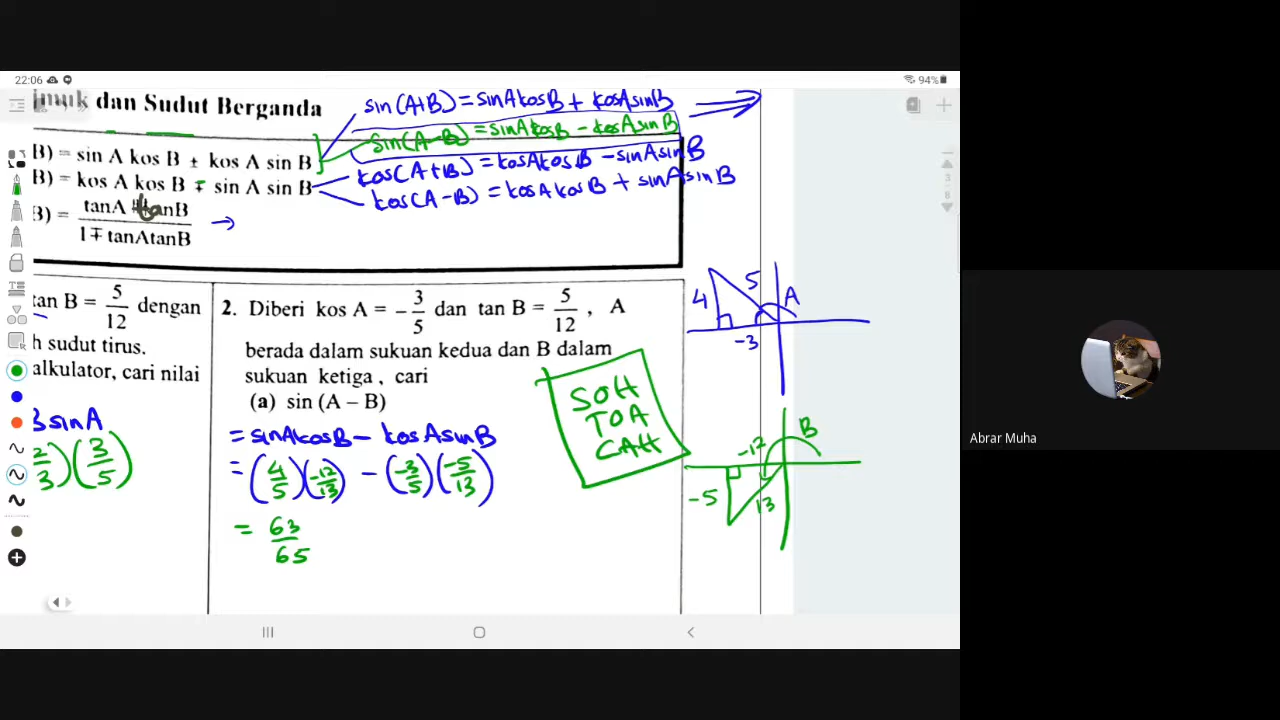 22:06
94%
dan Sudut Berganda
sin(A+B) = sinAkosB + kosAsinB
sin(A-B) = sinAkosB - kosAsinB
kos(A+B) = kosAkosB - sinAsinB
kos(A-B) = kosAkosB + sinAsinB
B) = sin A kos B ± kos A sin B
B) = kos A kos B ∓ sin A sin B
B) = tanA tanB / 1∓tanAtanB →
tan B = 5/12 dengan
h sudut tirus.
alkulator, cari nilai
3 sinA
(2/3)(3/5)
2. Diberi kos A = -3/5 dan tan B = 5/12 , A
berada dalam sukuan kedua dan B dalam
sukuan ketiga , cari
(a) sin (A – B)
= sinAkosB - kosAsinB
= (4/5)(-12/13) - (-3/5)(-5/13)
= 63/65
SOH
TOA
CAH
4 5 A
-3
-12 B
-5 13
3
8
Abrar Muha